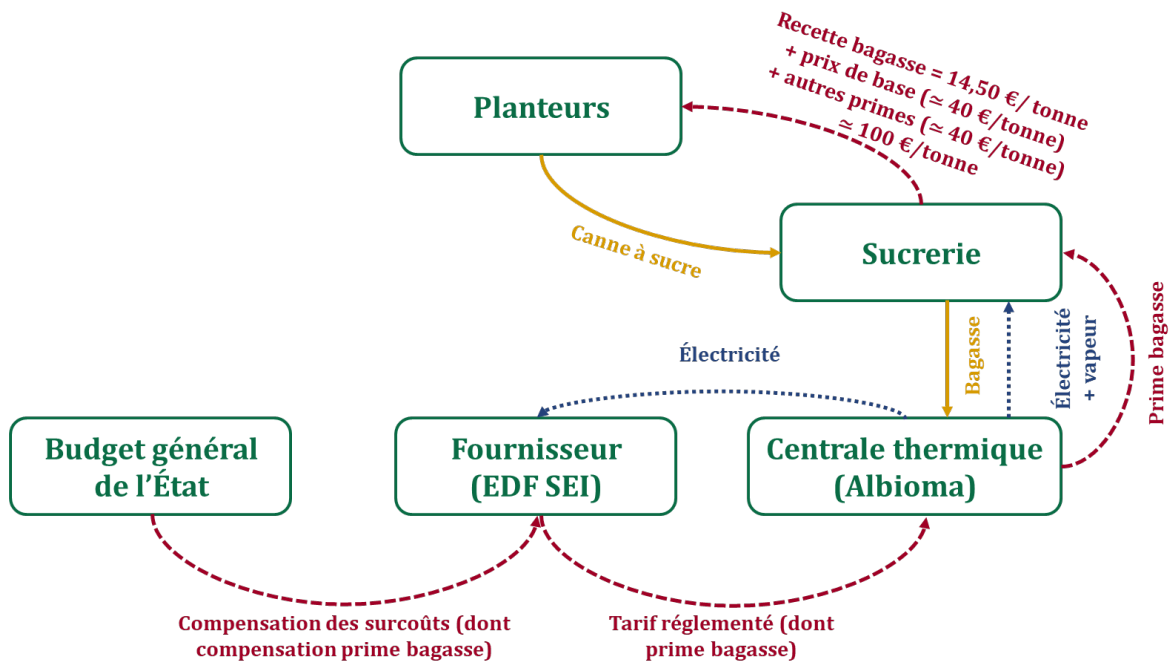 Recette bagasse = 14,50 €/ tonne
+ prix de base (≃ 40 €/tonne)
+ autres primes (≃ 40 €/tonne)
≃ 100 €/tonne
Planteurs
Canne à sucre
Sucrerie
Électricité
Bagasse
Électricité
+ vapeur
Prime bagasse
Budget général
de l’État
Fournisseur
(EDF SEI)
Centrale thermique
(Albioma)
Compensation des surcoûts (dont
compensation prime bagasse)
Tarif réglementé (dont
prime bagasse)